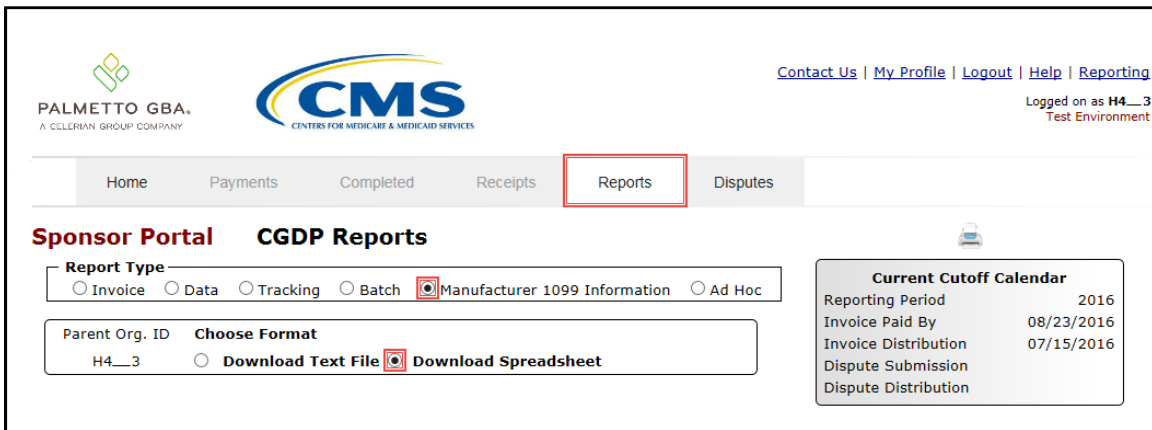 PALMETTO GBA.
A CELERIAN GROUP COMPANY
CMS
CENTERS FOR MEDICARE & MEDICAID SERVICES
Contact Us | My Profile | Logout | Help | Reporting
Logged on as H4__3
Test Environment
Home Payments Completed Receipts Reports Disputes
Sponsor Portal CGDP Reports
Report Type
Invoice Data Tracking Batch Manufacturer 1099 Information Ad Hoc
Parent Org. ID Choose Format
H4__3 Download Text File Download Spreadsheet
Current Cutoff Calendar
Reporting Period 2016
Invoice Paid By 08/23/2016
Invoice Distribution 07/15/2016
Dispute Submission
Dispute Distribution